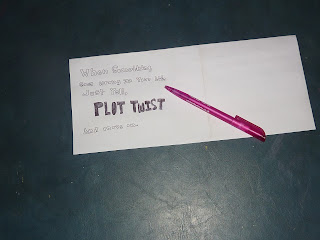 When Something
Goes wrong in Your life
Just Yell,
PLOT TWIST
And move on...